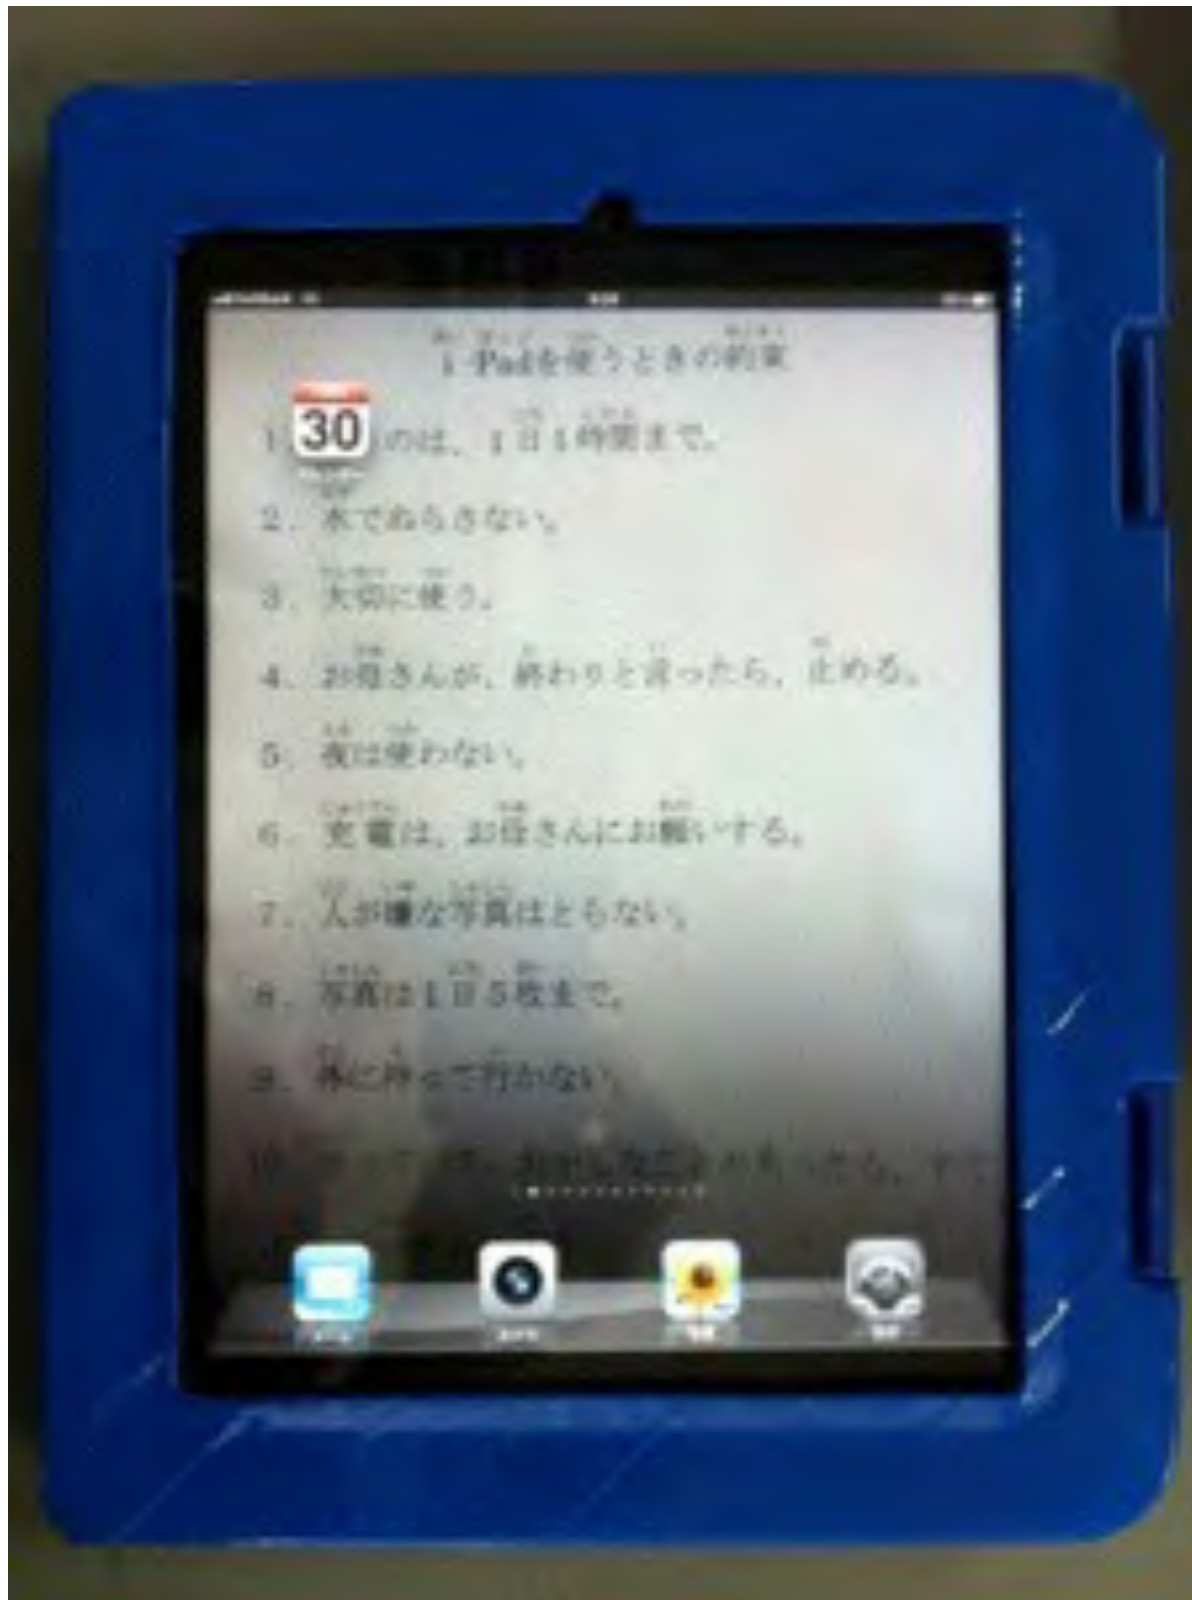 i Padを使うときの約束
30
1 のは、1日1時間まで。
2. 水でぬらさない。
3. 大切に使う。
4. お母さんが、終わりと言ったら、止める。
5. 夜は使わない。
6. 充電は、お母さんにお願いする。
7. 人が嫌な写真はとらない。
8. 写真は1日5枚まで。
9. 外に持って行かない。
10